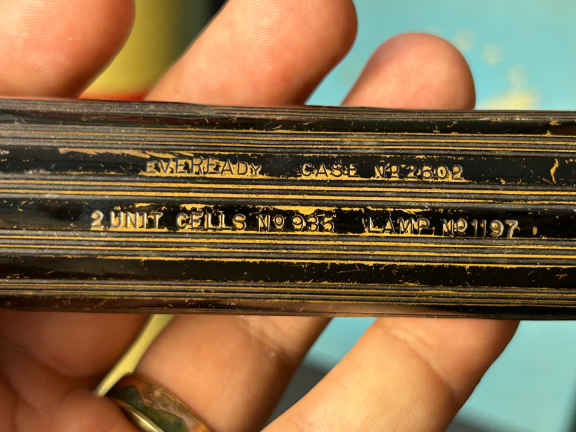 EVEREADY CASE No 2602
2 UNIT CELLS No 935 LAMP No 1197